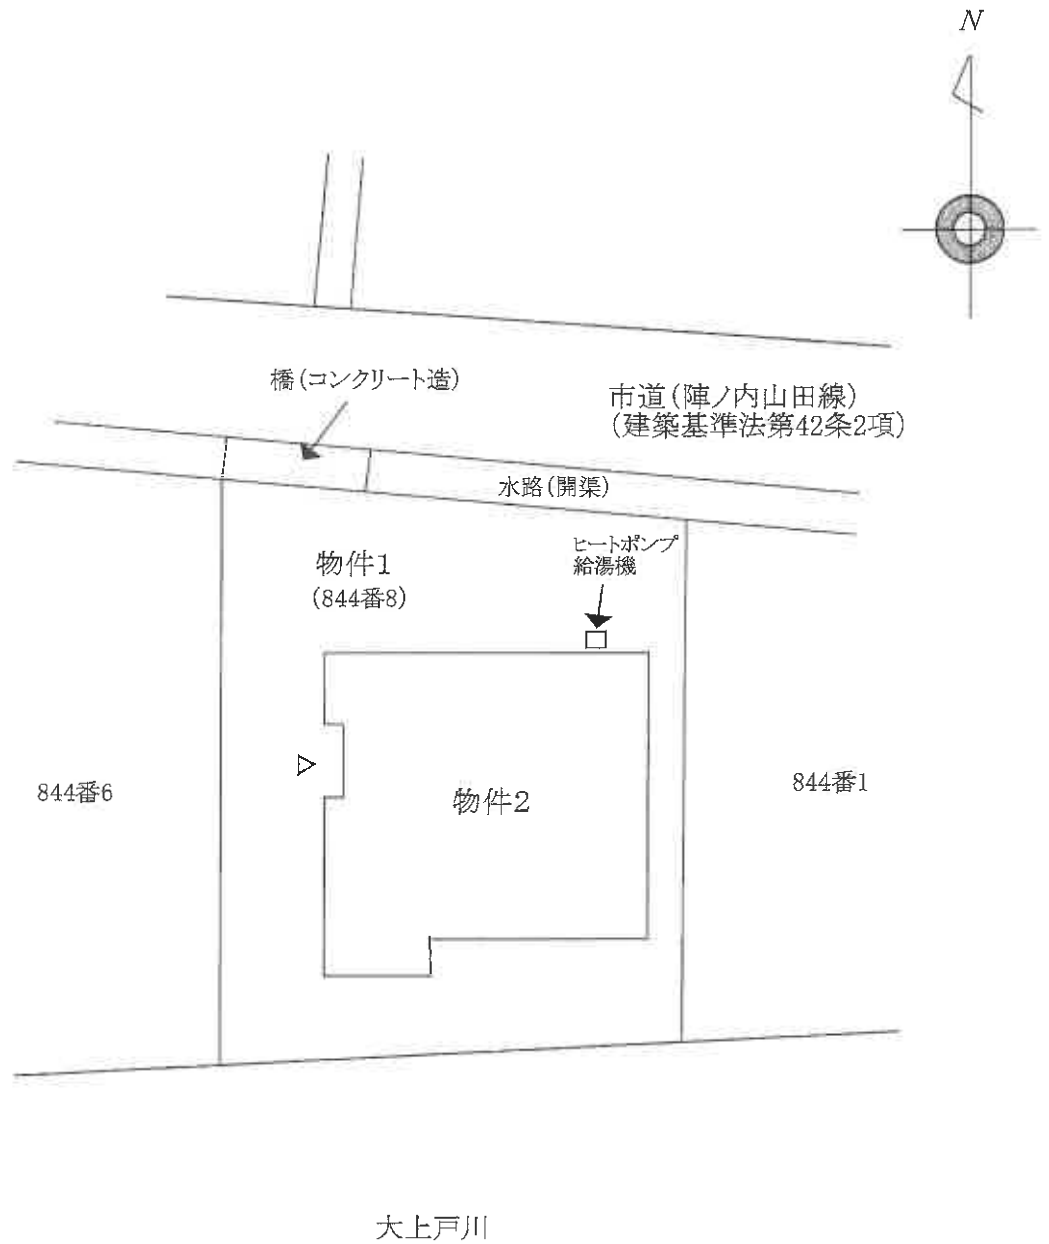 N
橋(コンクリート造)
市道(陣ノ内山田線)
(建築基準法第42条2項)
水路(開渠)
ヒートポンプ
給湯機
物件1
(844番8)
844番6
物件2
844番1
大上戸川